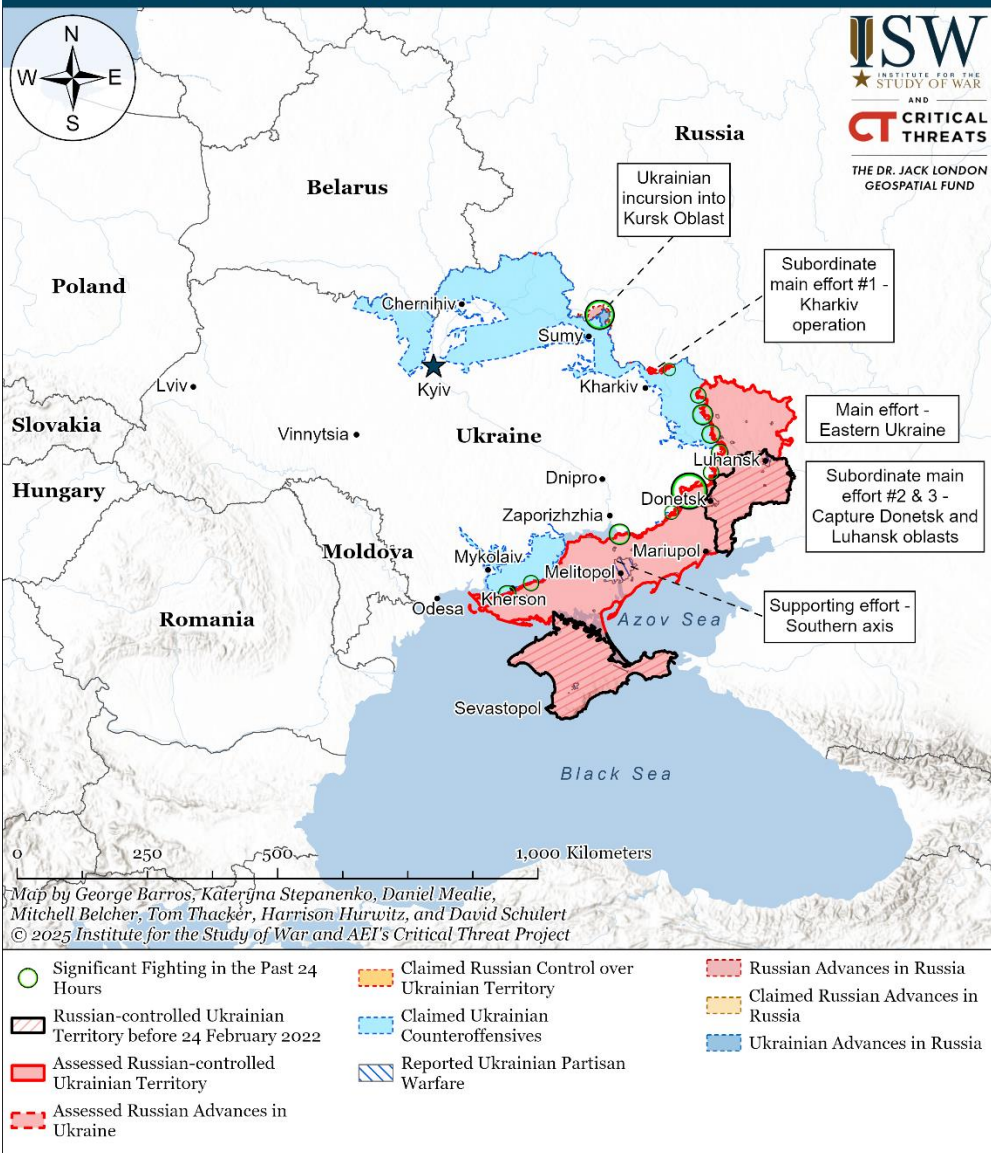 N
W
E
S
ISW
INSTITUTE FOR THE
STUDY OF WAR
AND
CT CRITICAL
THREATS
THE DR. JACK LONDON
GEOSPATIAL FUND
Russia
Belarus
Ukrainian
incursion into
Kursk Oblast
Poland
Subordinate
main effort #1 -
Kharkiv
operation
Chernihiv
Sumy
Kyiv
Kharkiv
Lviv
Slovakia
Vinnytsia
Ukraine
Main effort -
Eastern Ukraine
Luhansk
Hungary
Dnipro
Donetsk
Subordinate main
effort #2 & 3 -
Capture Donetsk and
Luhansk oblasts
Zaporizhzhia
Moldova
Mykolaiv
Mariupol
Melitopol
Odesa
Kherson
Romania
Azov Sea
Supporting effort -
Southern axis
Sevastopol
Black Sea
0 250 500 1,000 Kilometers
Map by George Barros, Kateryna Stepanenko, Daniel Mealie,
Mitchell Belcher, Tom Thacker, Harrison Hurwitz, and David Schulert
© 2025 Institute for the Study of War and AEI's Critical Threat Project
Significant Fighting in the Past 24
Hours
Russian-controlled Ukrainian
Territory before 24 February 2022
Assessed Russian-controlled
Ukrainian Territory
Assessed Russian Advances in
Ukraine
Claimed Russian Control over
Ukrainian Territory
Claimed Ukrainian
Counteroffensives
Reported Ukrainian Partisan
Warfare
Russian Advances in Russia
Claimed Russian Advances in
Russia
Ukrainian Advances in Russia